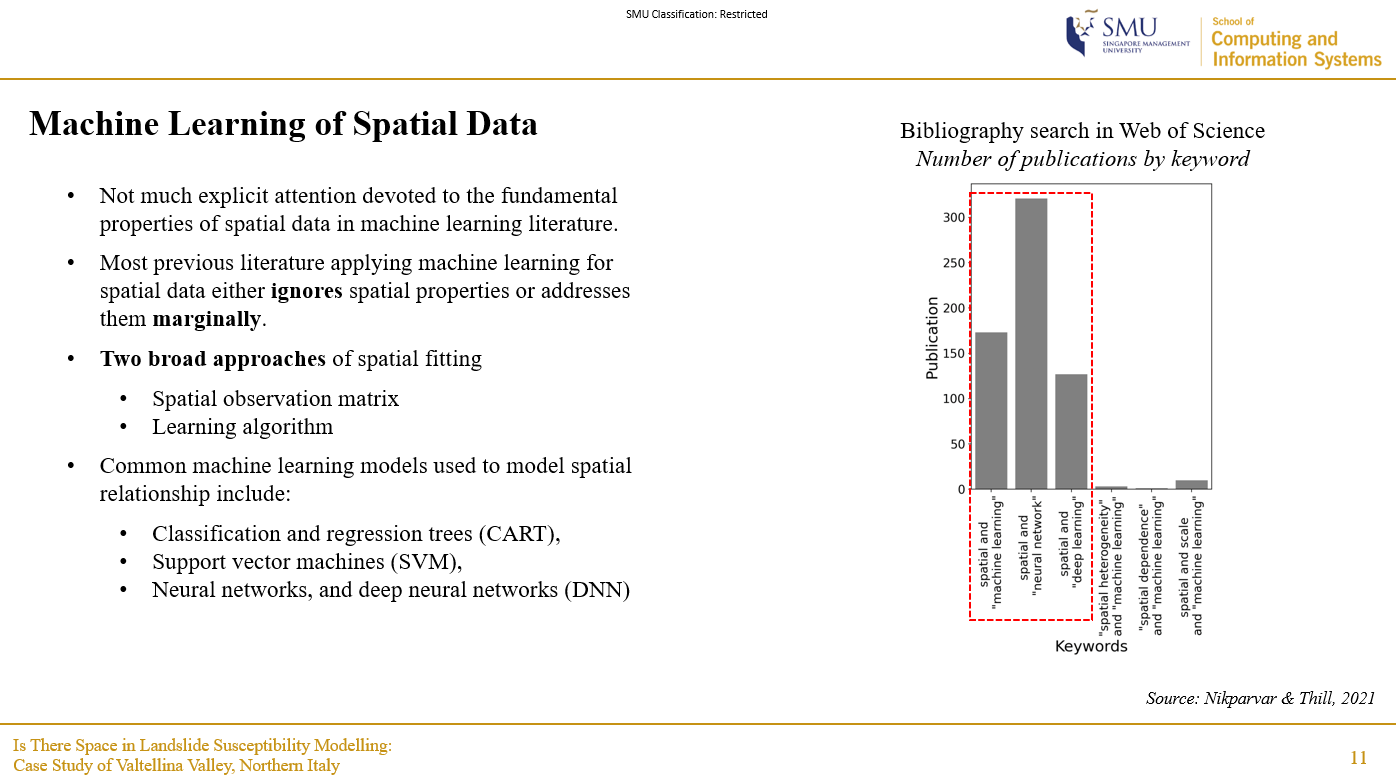 SMU Classification: Restricted
SMU
SINGAPORE MANAGEMENT
UNIVERSITY
School of
Computing and
Information Systems
Machine Learning of Spatial Data
• Not much explicit attention devoted to the fundamental
properties of spatial data in machine learning literature.
• Most previous literature applying machine learning for
spatial data either ignores spatial properties or addresses
them marginally.
• Two broad approaches of spatial fitting
• Spatial observation matrix
• Learning algorithm
• Common machine learning models used to model spatial
relationship include:
• Classification and regression trees (CART),
• Support vector machines (SVM),
• Neural networks, and deep neural networks (DNN)
Bibliography search in Web of Science
Number of publications by keyword
Publication
300
250
200
150
100
50
0
spatial and
"machine learning"
spatial and
"neural network"
spatial and
"deep learning"
"spatial heterogeneity"
and "machine learning"
"spatial dependence"
and "machine learning"
spatial and scale
and "machine learning"
Keywords
Source: Nikparvar & Thill, 2021
Is There Space in Landslide Susceptibility Modelling:
Case Study of Valtellina Valley, Northern Italy
11